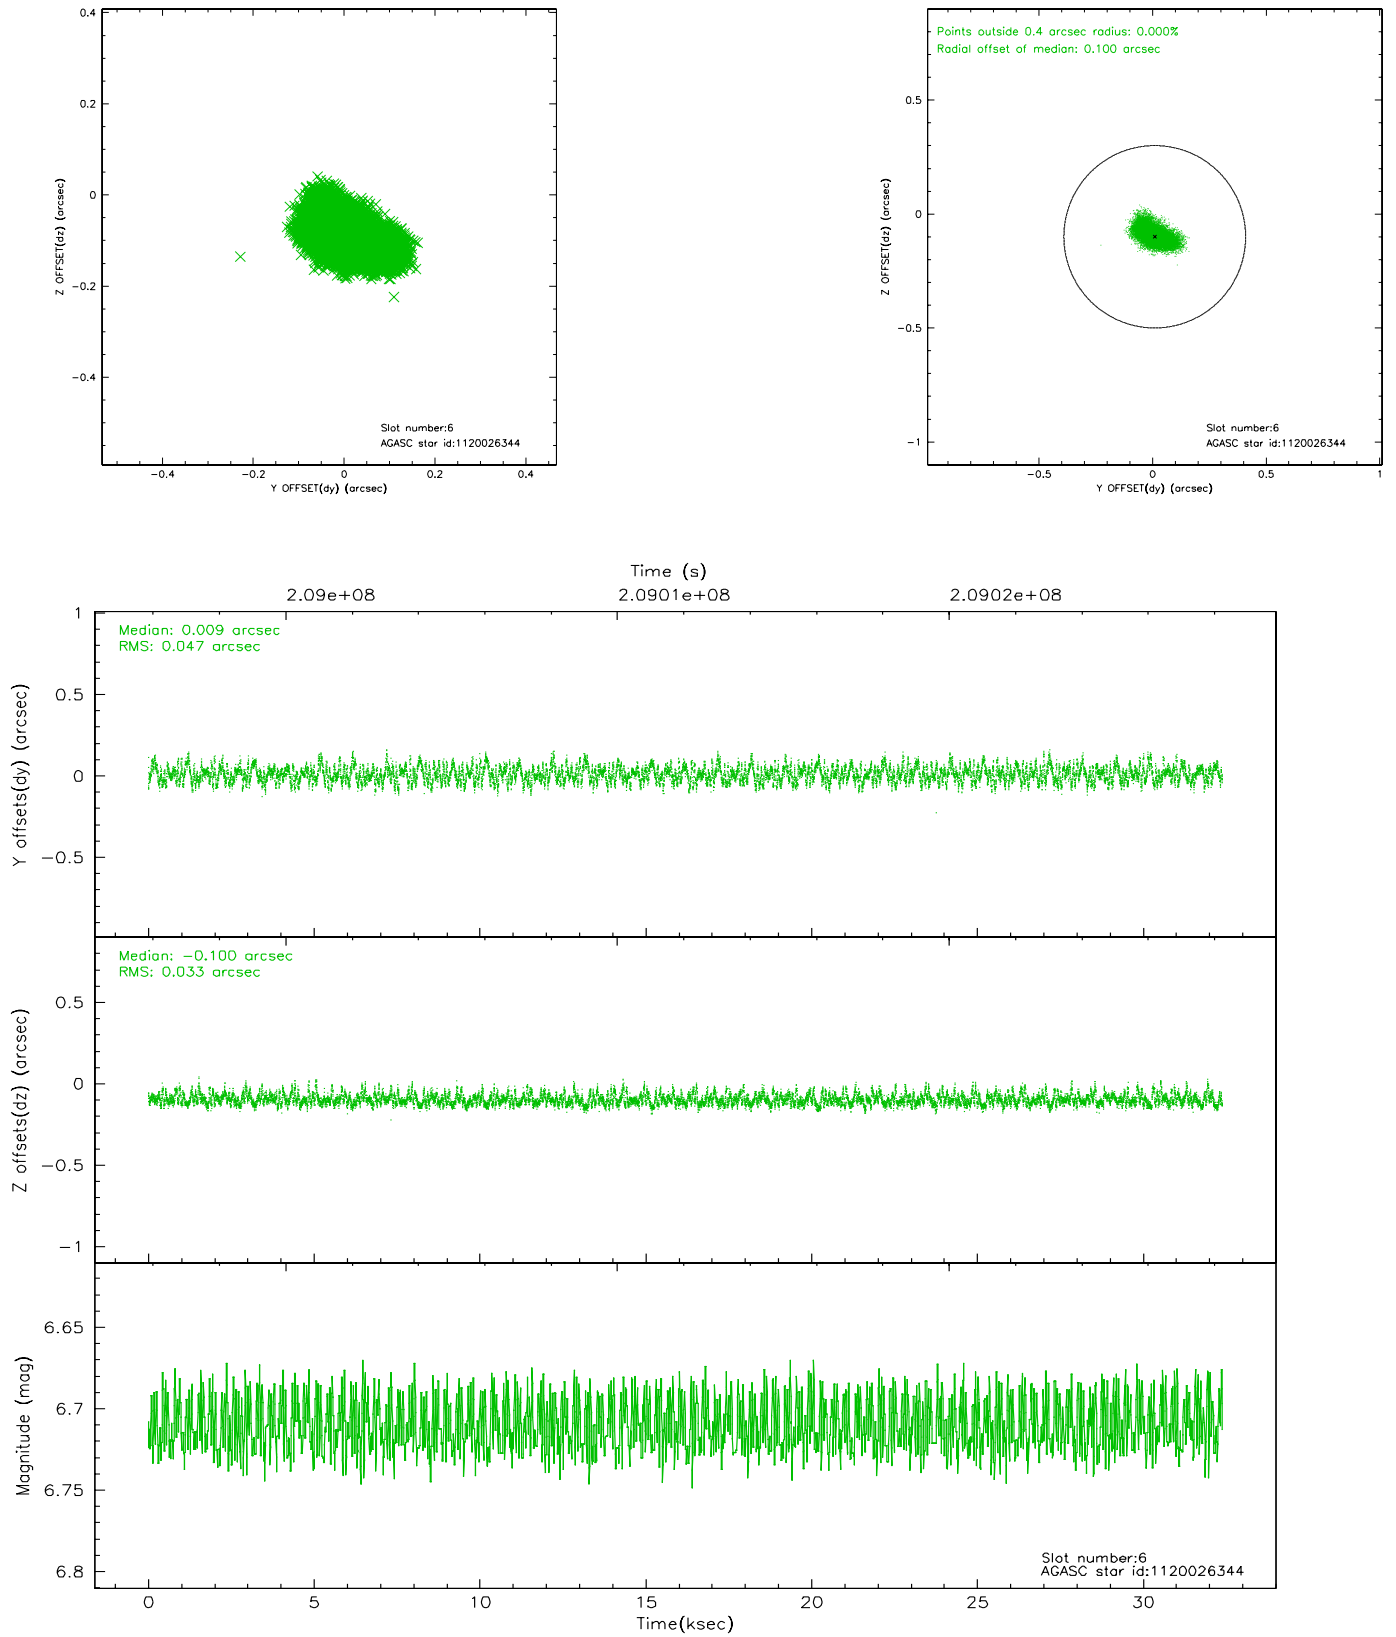 0.4
0.2
0
−0.2
−0.4
Z OFFSET(dz) (arcsec)
Slot number:6
AGASC star id:1120026344
−0.4 −0.2 0 0.2 0.4
Y OFFSET(dy) (arcsec)
Points outside 0.4 arcsec radius: 0.000%
Radial offset of median: 0.100 arcsec
0.5
0
−0.5
−1
Z OFFSET(dz) (arcsec)
Slot number:6
AGASC star id:1120026344
−0.5 0 0.5 1
Y OFFSET(dy) (arcsec)
Time (s)
2.09e+08 2.0901e+08 2.0902e+08
Median: 0.009 arcsec
RMS: 0.047 arcsec
1
0.5
0
−0.5
Y offsets(dy) (arcsec)
Median: −0.100 arcsec
RMS: 0.033 arcsec
0.5
0
−0.5
−1
Z offsets(dz) (arcsec)
6.65
6.7
6.75
6.8
Magnitude (mag)
Slot number:6
AGASC star id:1120026344
0 5 10 15 20 25 30
Time(ksec)